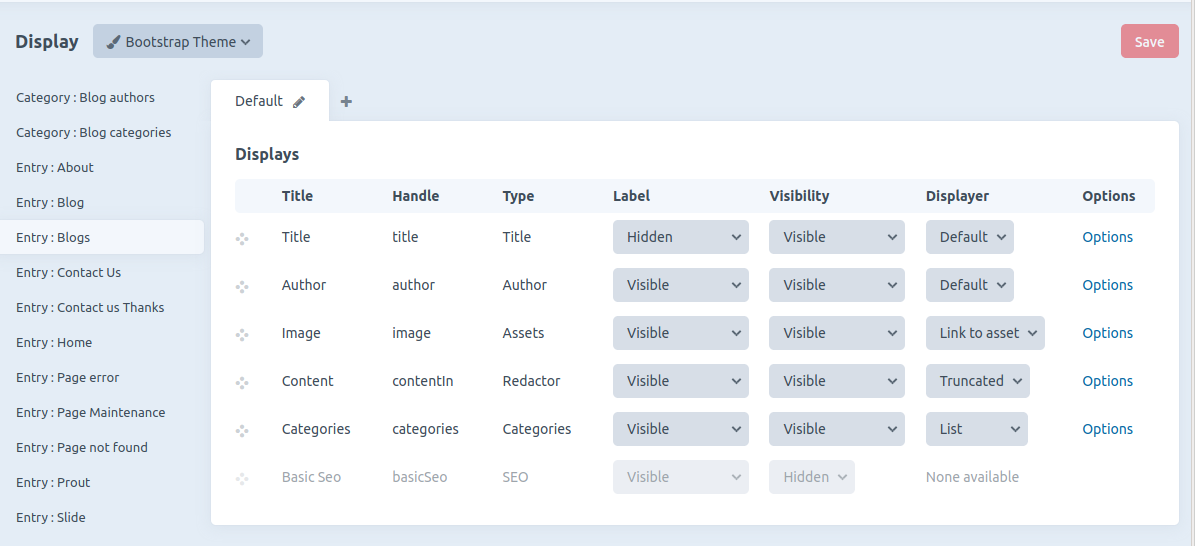 Display Bootstrap Theme Save
Category : Blog authors
Category : Blog categories
Entry : About
Entry : Blog
Entry : Blogs
Entry : Contact Us
Entry : Contact us Thanks
Entry : Home
Entry : Page error
Entry : Page Maintenance
Entry : Page not found
Entry : Prout
Entry : Slide
Default
Displays
Title Handle Type Label Visibility Displayer Options
Title title Title Hidden Visible Default Options
Author author Author Visible Visible Default Options
Image image Assets Visible Visible Link to asset Options
Content contentIn Redactor Visible Visible Truncated Options
Categories categories Categories Visible Visible List Options
Basic Seo basicSeo SEO Visible Hidden None available